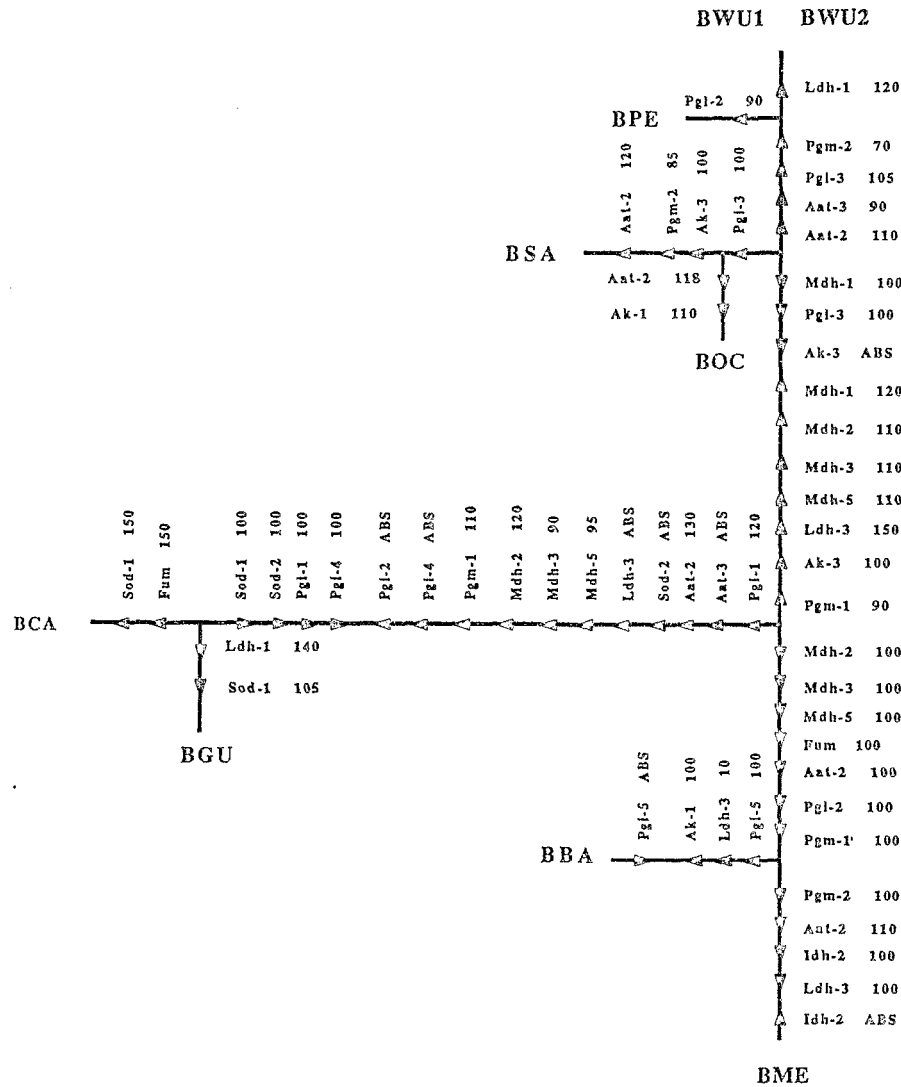 BWU1 BWU2
Ldh-1 120
Pgl-2 90
BPE
Pgm-2 70
Pgl-3 105
Aat-3 90
Aat-2 110
Aat-2 120
Pgm-2 85
Ak-3 100
Pgl-3 100
BSA
Aat-2 118
Ak-1 110
BOC
Mdh-1 100
Pgl-3 100
Ak-3 ABS
Mdh-1 120
Mdh-2 110
Mdh-3 110
Mdh-5 110
Ldh-3 150
Ak-3 100
Pgm-1 90
Sod-1 150
Fum 150
Sod-1 100
Sod-2 100
Pgl-1 100
Pgl-4 100
Pgl-2 ABS
Pgl-4 ABS
Pgm-1 110
Mdh-2 120
Mdh-3 90
Mdh-5 95
Ldh-3 ABS
Sod-2 ABS
Aat-2 130
Aat-3 ABS
Pgl-1 120
BCA
Ldh-1 140
Sod-1 105
BGU
Mdh-2 100
Mdh-3 100
Mdh-5 100
Fum 100
Aat-2 100
Pgl-2 100
Pgm-1 100
Pgl-5 ABS
Ak-1 100
Ldh-3 10
Pgl-5 100
BBA
Pgm-2 100
Aat-2 110
Idh-2 100
Ldh-3 100
Idh-2 ABS
BME